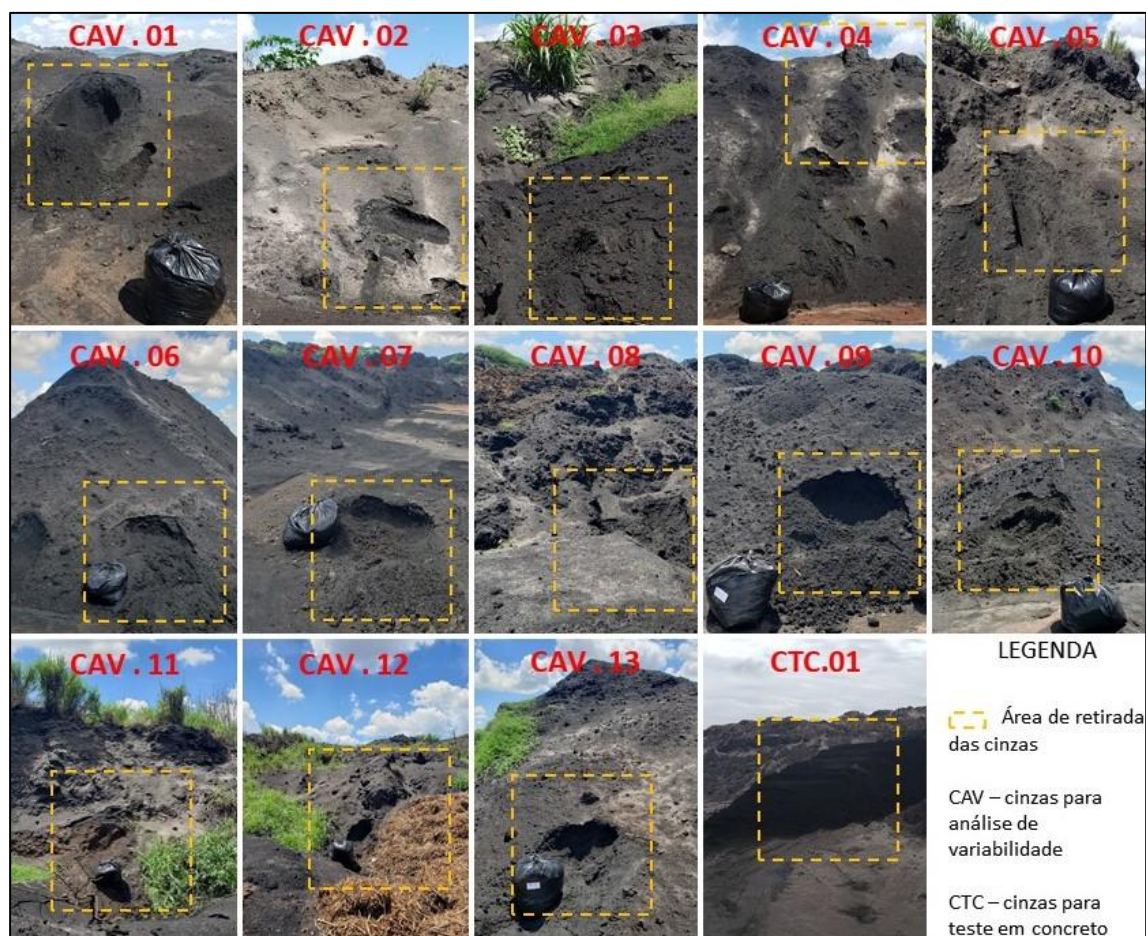 CAV . 01
CAV . 02
CAV . 03
CAV . 04
CAV . 05
CAV . 06
CAV . 07
CAV . 08
CAV . 09
CAV . 10
CAV . 11
CAV . 12
CAV . 13
CTC.01
LEGENDA
Área de retirada
das cinzas
CAV – cinzas para
análise de
variabilidade
CTC – cinzas para
teste em concreto